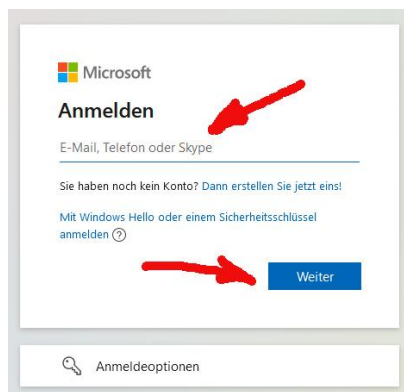 Microsoft
Anmelden
E-Mail, Telefon oder Skype
Sie haben noch kein Konto? Dann erstellen Sie jetzt eins!
Mit Windows Hello oder einem Sicherheitsschlüssel
anmelden ?
Weiter
Anmeldeoptionen